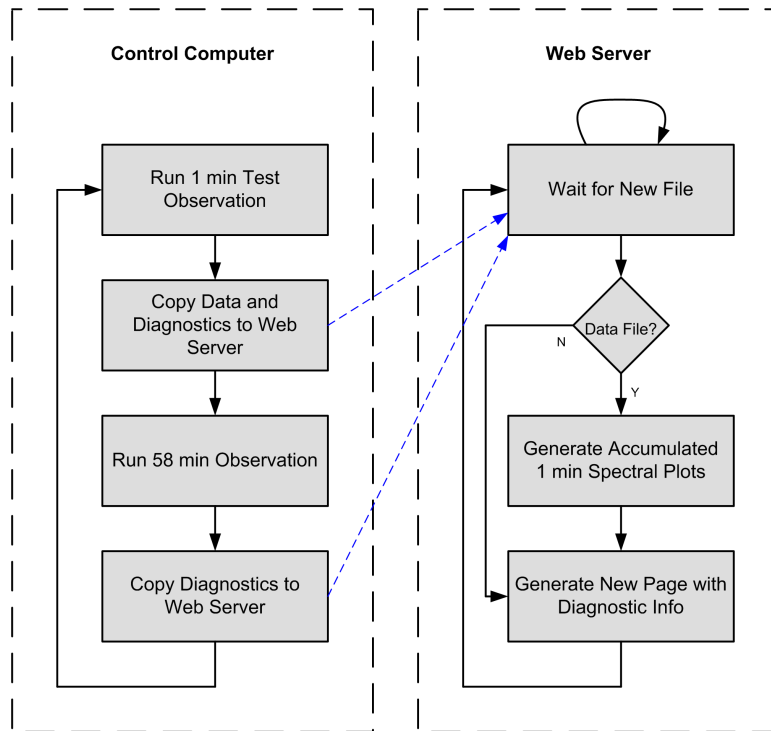 Control Computer
Run 1 min Test
Observation
Copy Data and
Diagnostics to Web
Server
Run 58 min Observation
Copy Diagnostics to
Web Server
Web Server
Wait for New File
Data File?
N
Y
Generate Accumulated
1 min Spectral Plots
Generate New Page with
Diagnostic Info